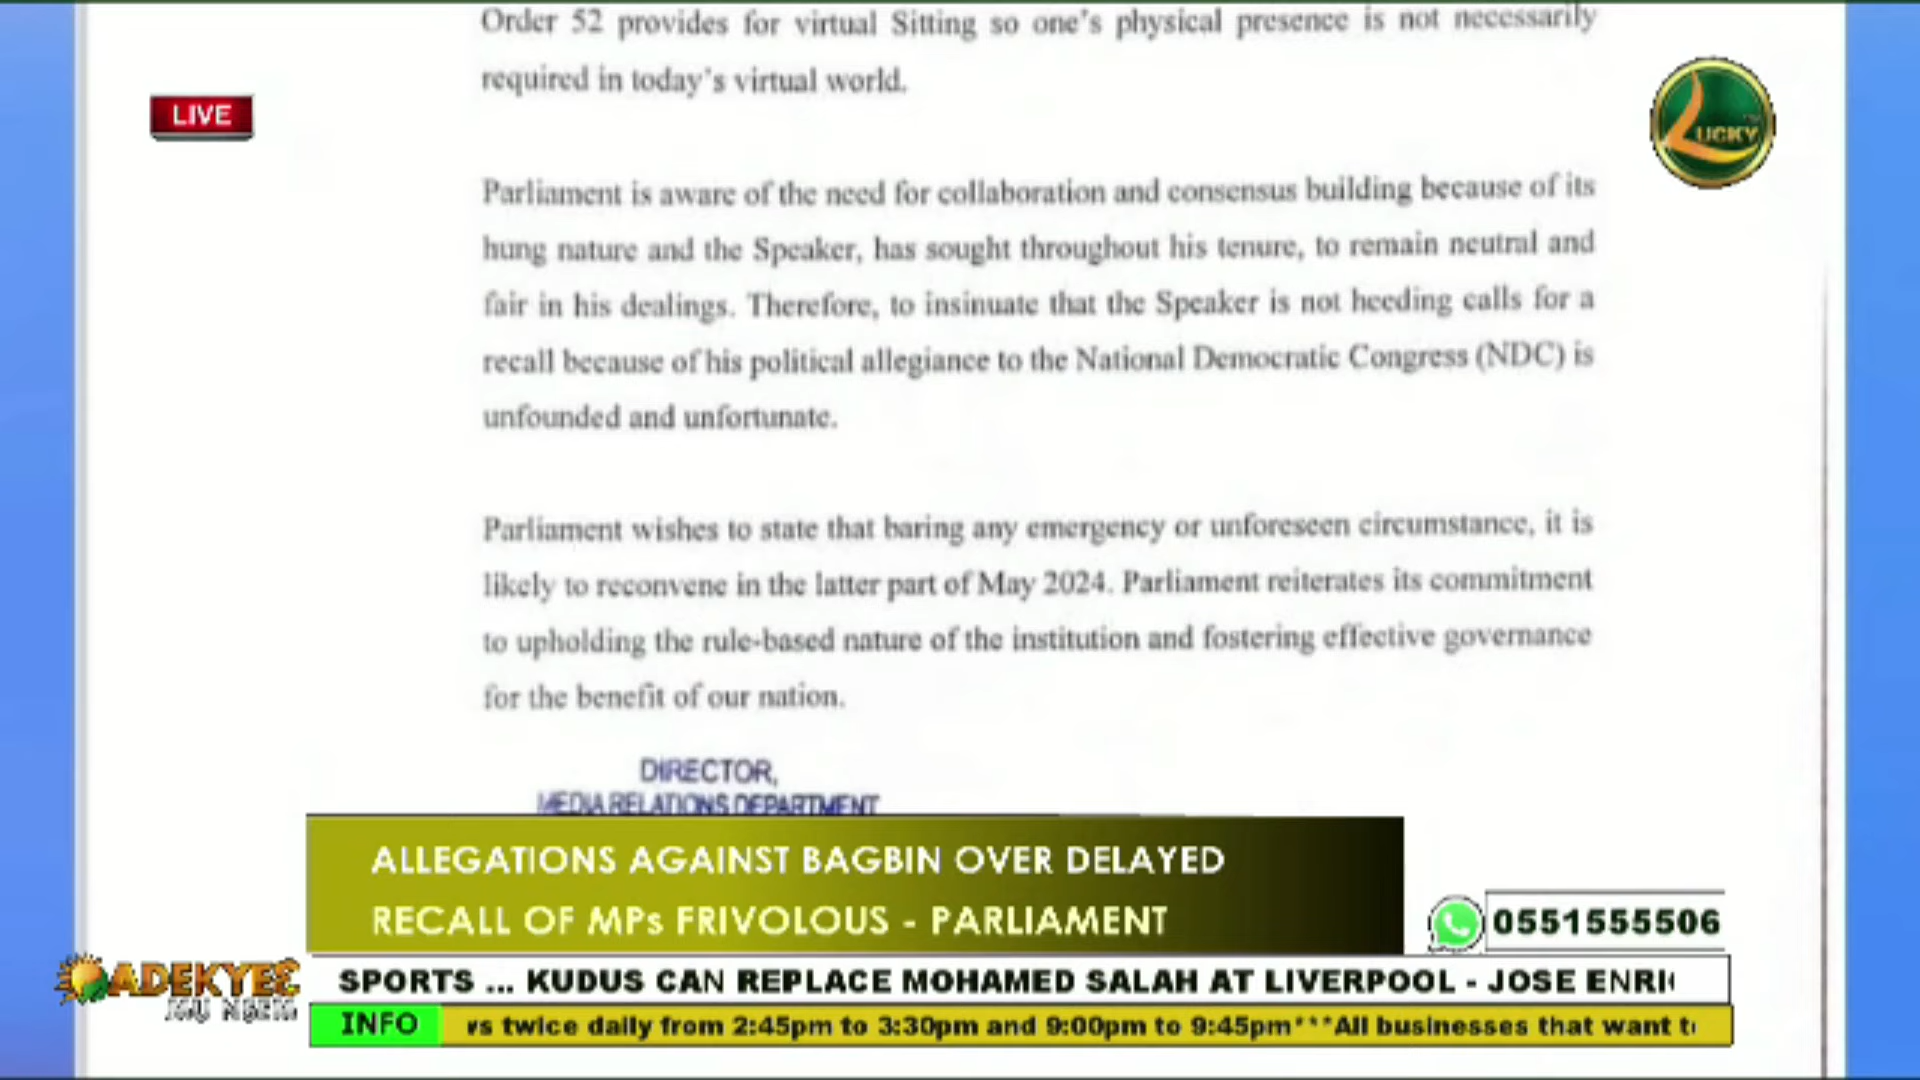 Order 52 provides for virtual Sitting so one's physical presence is not necessarily
required in today's virtual world.
LIVE
LUCKY
Parliament is aware of the need for collaboration and consensus building because of its
hung nature and the Speaker, has sought throughout his tenure, to remain neutral and
fair in his dealings. Therefore, to insinuate that the Speaker is not heeding calls for a
recall because of his political allegiance to the National Democratic Congress (NDC) is
unfounded and unfortunate.
Parliament wishes to state that baring any emergency or unforeseen circumstance, it is
likely to reconvene in the latter part of May 2024. Parliament reiterates its commitment
to upholding the rule-based nature of the institution and fostering effective governance
for the benefit of our nation.
DIRECTOR,
MEDIA RELATIONS DEPARTMENT
ALLEGATIONS AGAINST BAGBIN OVER DELAYED
RECALL OF MPs FRIVOLOUS - PARLIAMENT
0551555506
ADEKYEƐ
SPORTS ... KUDUS CAN REPLACE MOHAMED SALAH AT LIVERPOOL - JOSE ENRI
INFO
vs twice daily from 2:45pm to 3:30pm and 9:00pm to 9:45pm***All businesses that want t